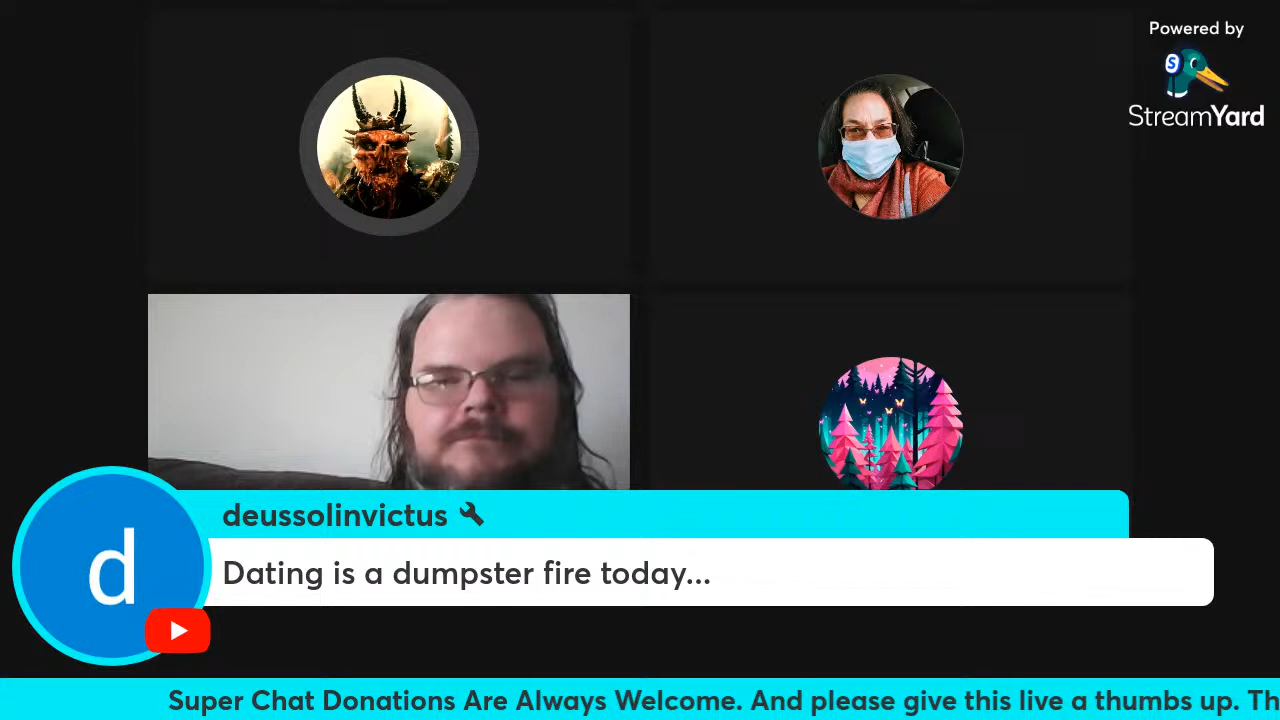 Powered by
StreamYard
deussolinvictus
d
Dating is a dumpster fire today...
Super Chat Donations Are Always Welcome. And please give this live a thumbs up. Th